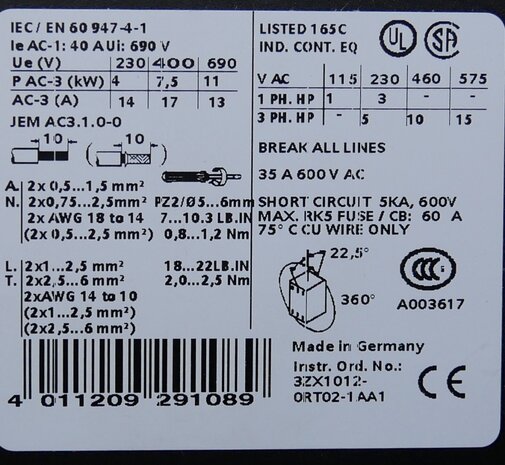 IEC/ EN 60 947-4-1
Ie AC-1: 40 A Ui: 690 V
Ue (V) 230 400 690
P AC-3 (kW) 4 7,5 11
AC-3 (A) 14 17 13
JEM AC3.1.0-0
10 10
A. 2x 0,5...1,5 mm²
N. 2x0,75...2,5mm² PZ2/Ø5...6mm
2x AWG 18 to 14 7...10.3 LB.IN
(2x 0,5...2,5 mm²) 0,8...1,2 Nm
L. 2x1...2,5 mm² 18...22LB.IN
T. 2x2,5...6 mm² 2,0...2,5 Nm
2xAWG 14 to 10
(2x1...2,5 mm²)
(2x2,5...6 mm²)
4 011209 291089
LISTED 165C
IND. CONT. EQ
UL SA
V AC 115 230 460 575
1 PH. HP 1 3 - -
3 PH. HP - 5 10 15
BREAK ALL LINES
35 A 600 V AC
SHORT CIRCUIT 5KA, 600V
MAX. RK5 FUSE / CB: 60 A
75°C CU WIRE ONLY
22,5°
360°
CCC
A003617
Made in Germany
Instr. Ord. No.:
3ZX1012-
0RT02-1AA1
CE